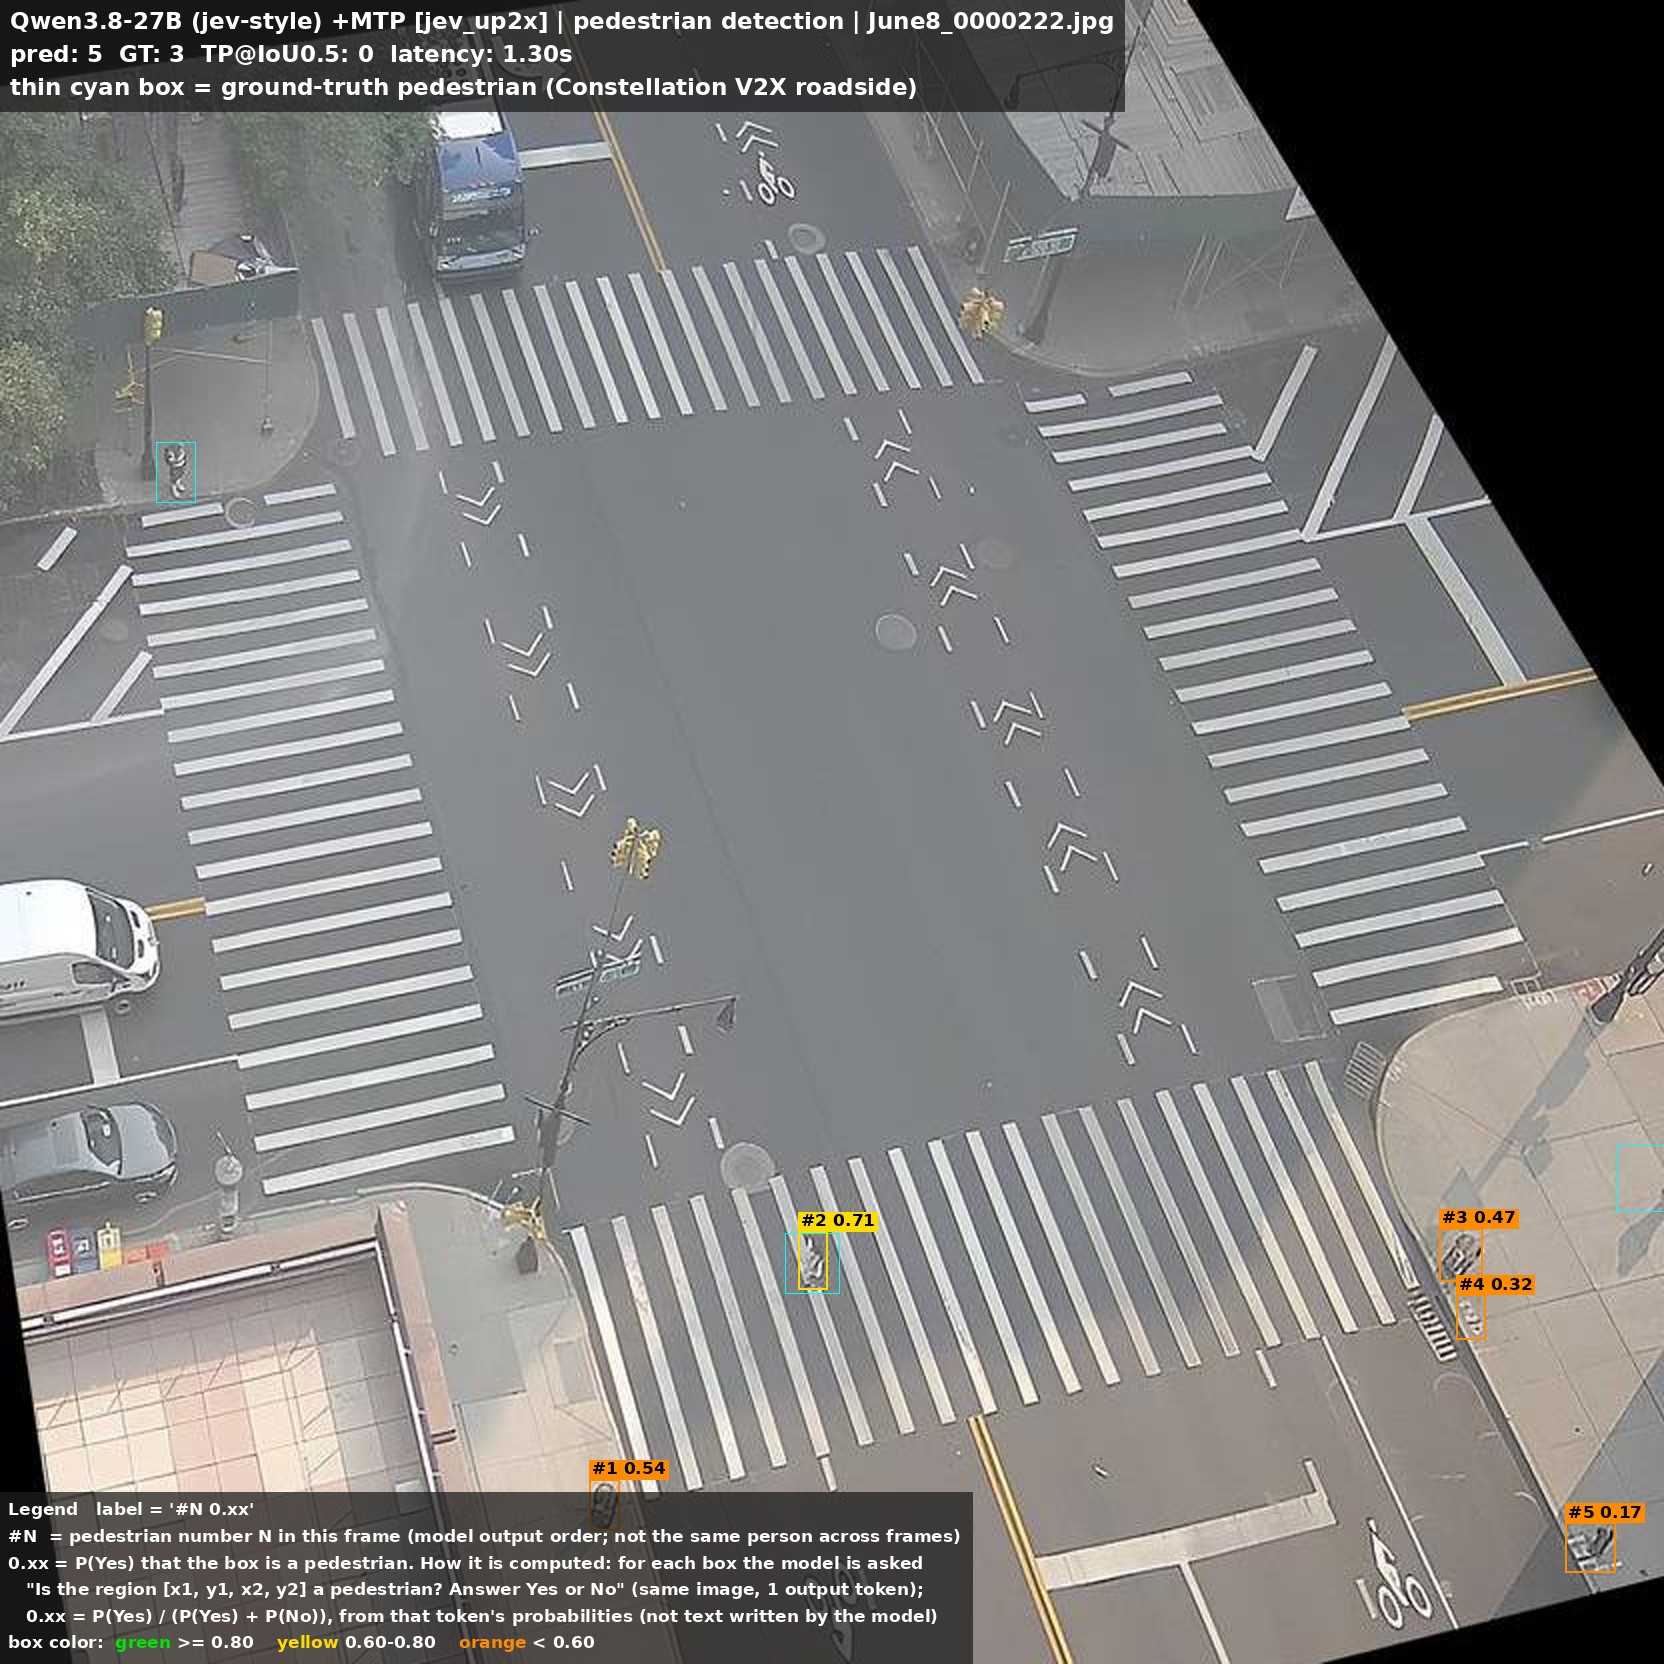 Qwen3.8-27B (jev-style) +MTP [jev_up2x] | pedestrian detection | June8_0000222.jpg
pred: 5  GT: 3  TP@IoU0.5: 0  latency: 1.30s
thin cyan box = ground-truth pedestrian (Constellation V2X roadside)
#2 0.71
#3 0.47
#4 0.32
#1 0.54
#5 0.17
Legend   label = '#N 0.xx'
#N  = pedestrian number N in this frame (model output order; not the same person across frames)
0.xx = P(Yes) that the box is a pedestrian. How it is computed: for each box the model is asked
"Is the region [x1, y1, x2, y2] a pedestrian? Answer Yes or No" (same image, 1 output token);
0.xx = P(Yes) / (P(Yes) + P(No)), from that token's probabilities (not text written by the model)
box color:  green >= 0.80    yellow 0.60-0.80    orange < 0.60